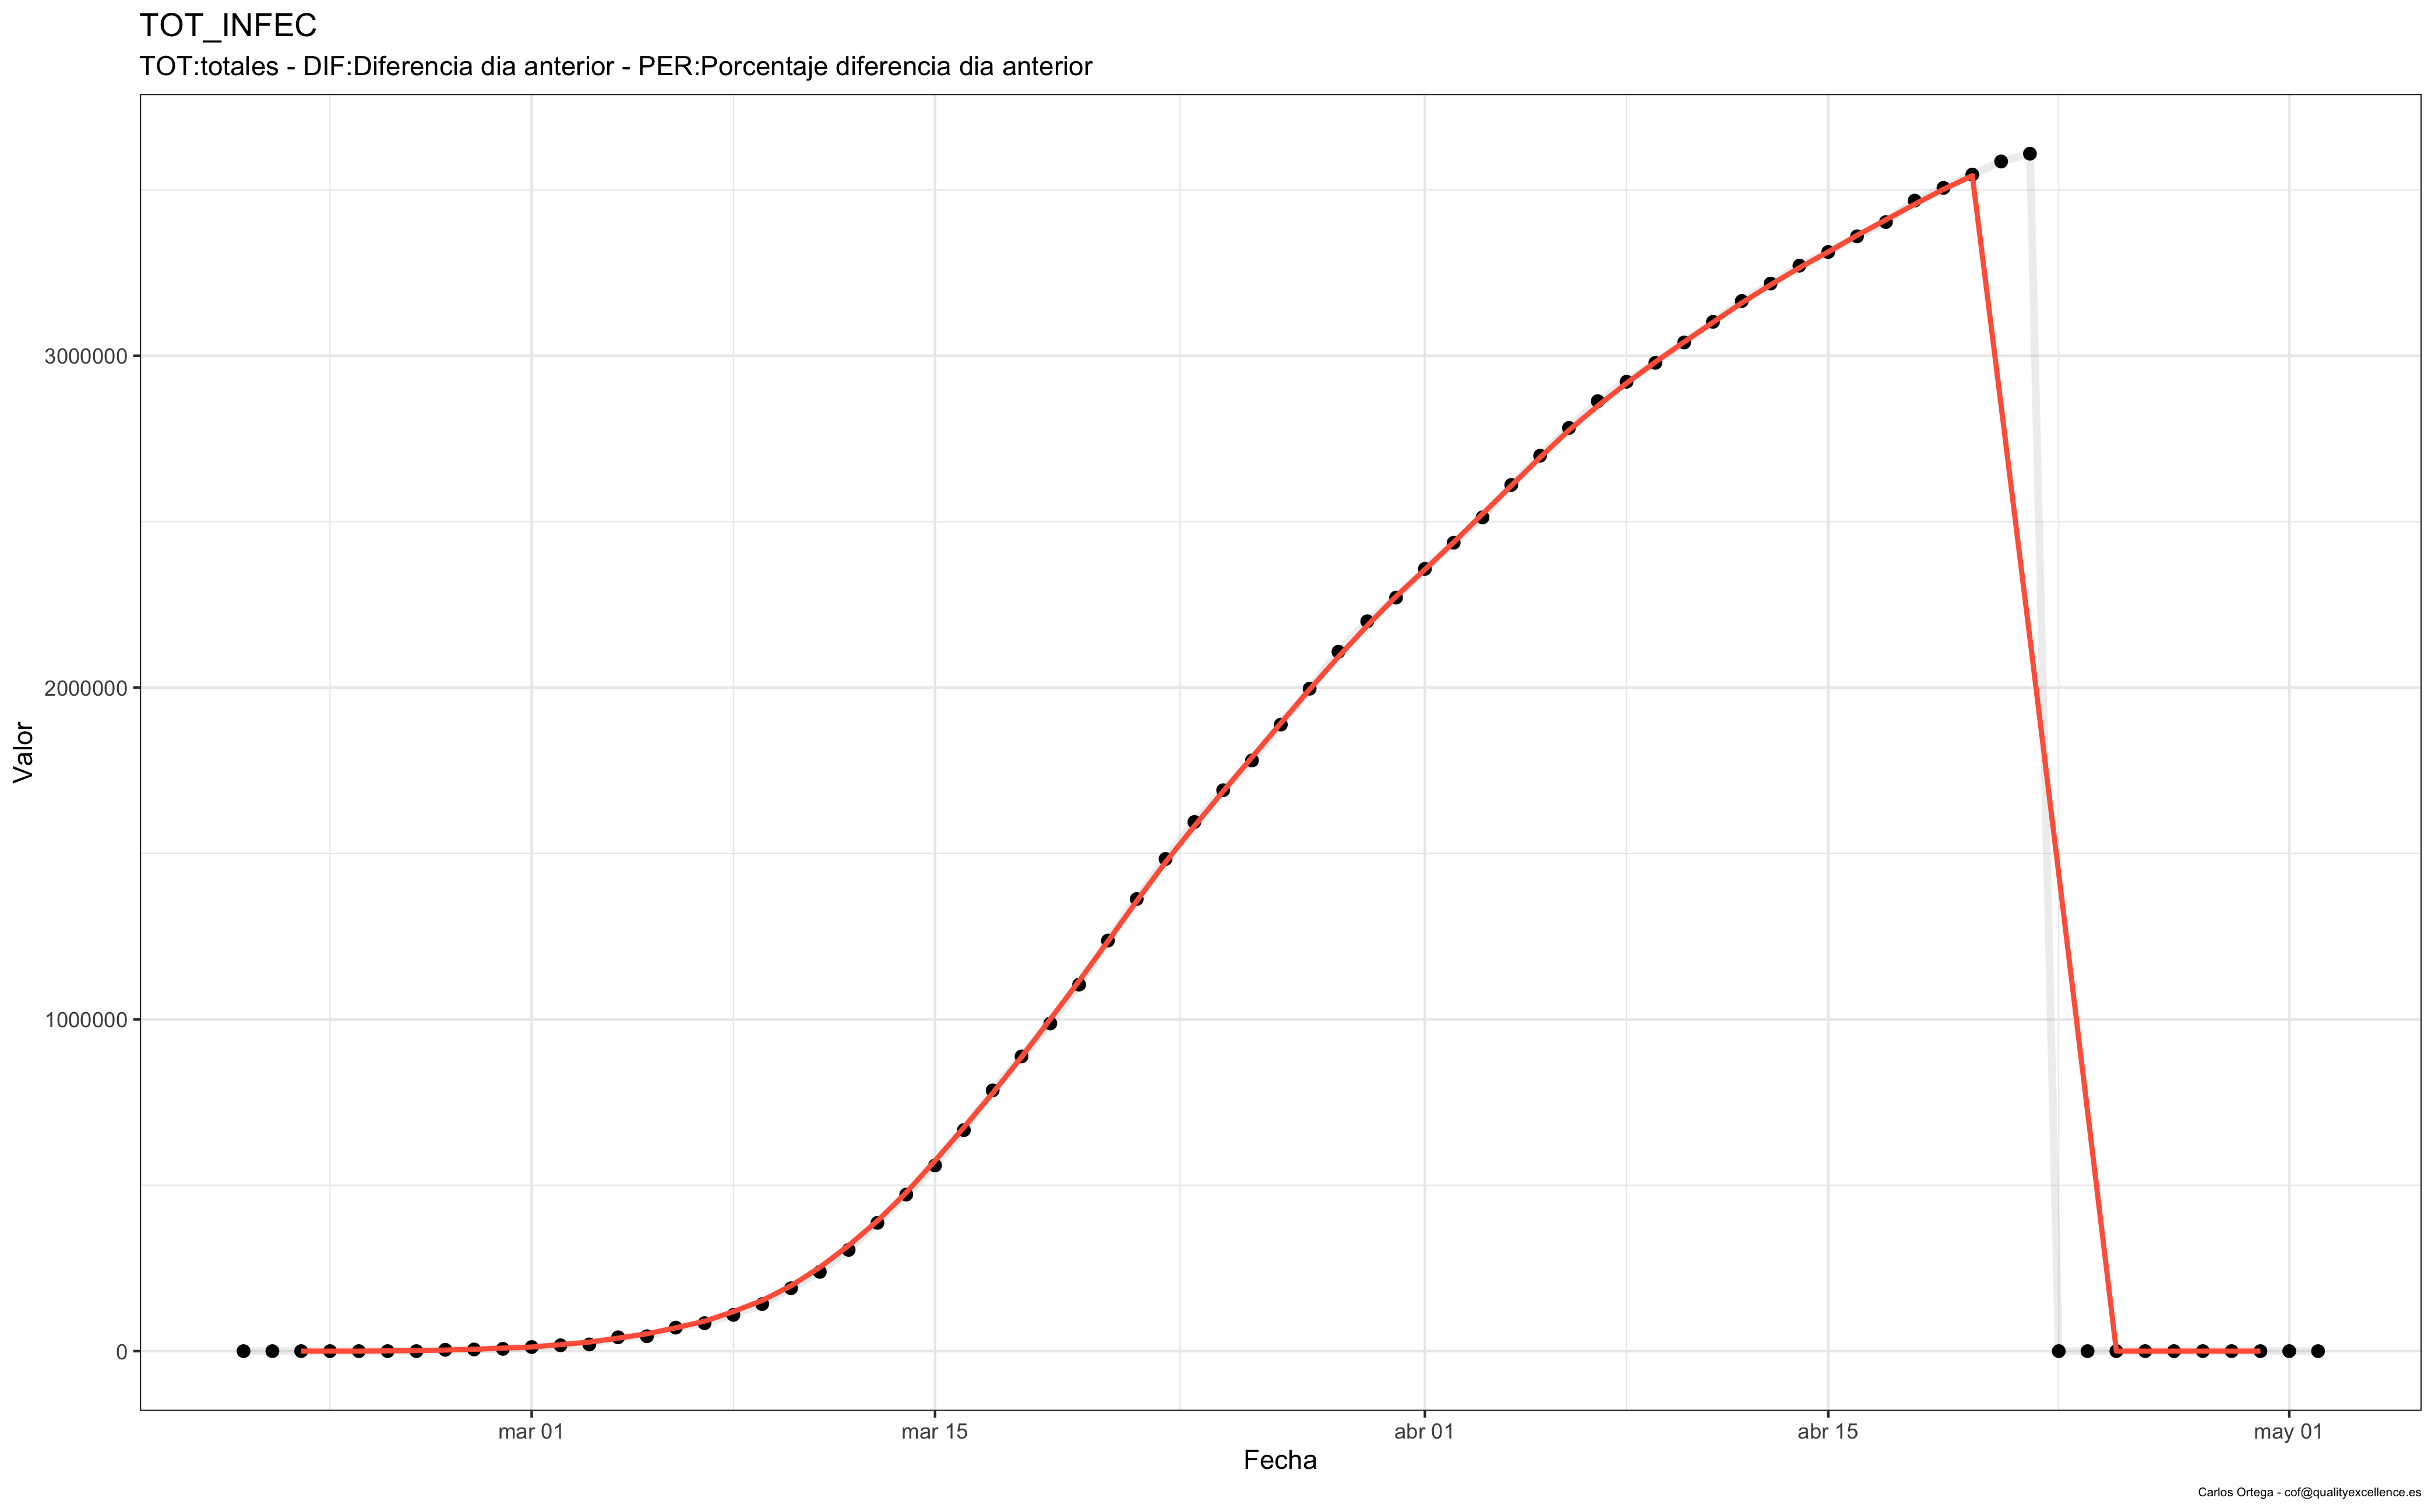 TOT_INFEC
TOT:totales - DIF:Diferencia dia anterior - PER:Porcentaje diferencia dia anterior
Valor
3000000
2000000
1000000
0
mar 01
mar 15
abr 01
abr 15
may 01
Fecha
Carlos Ortega - cof@qualityexcellence.es